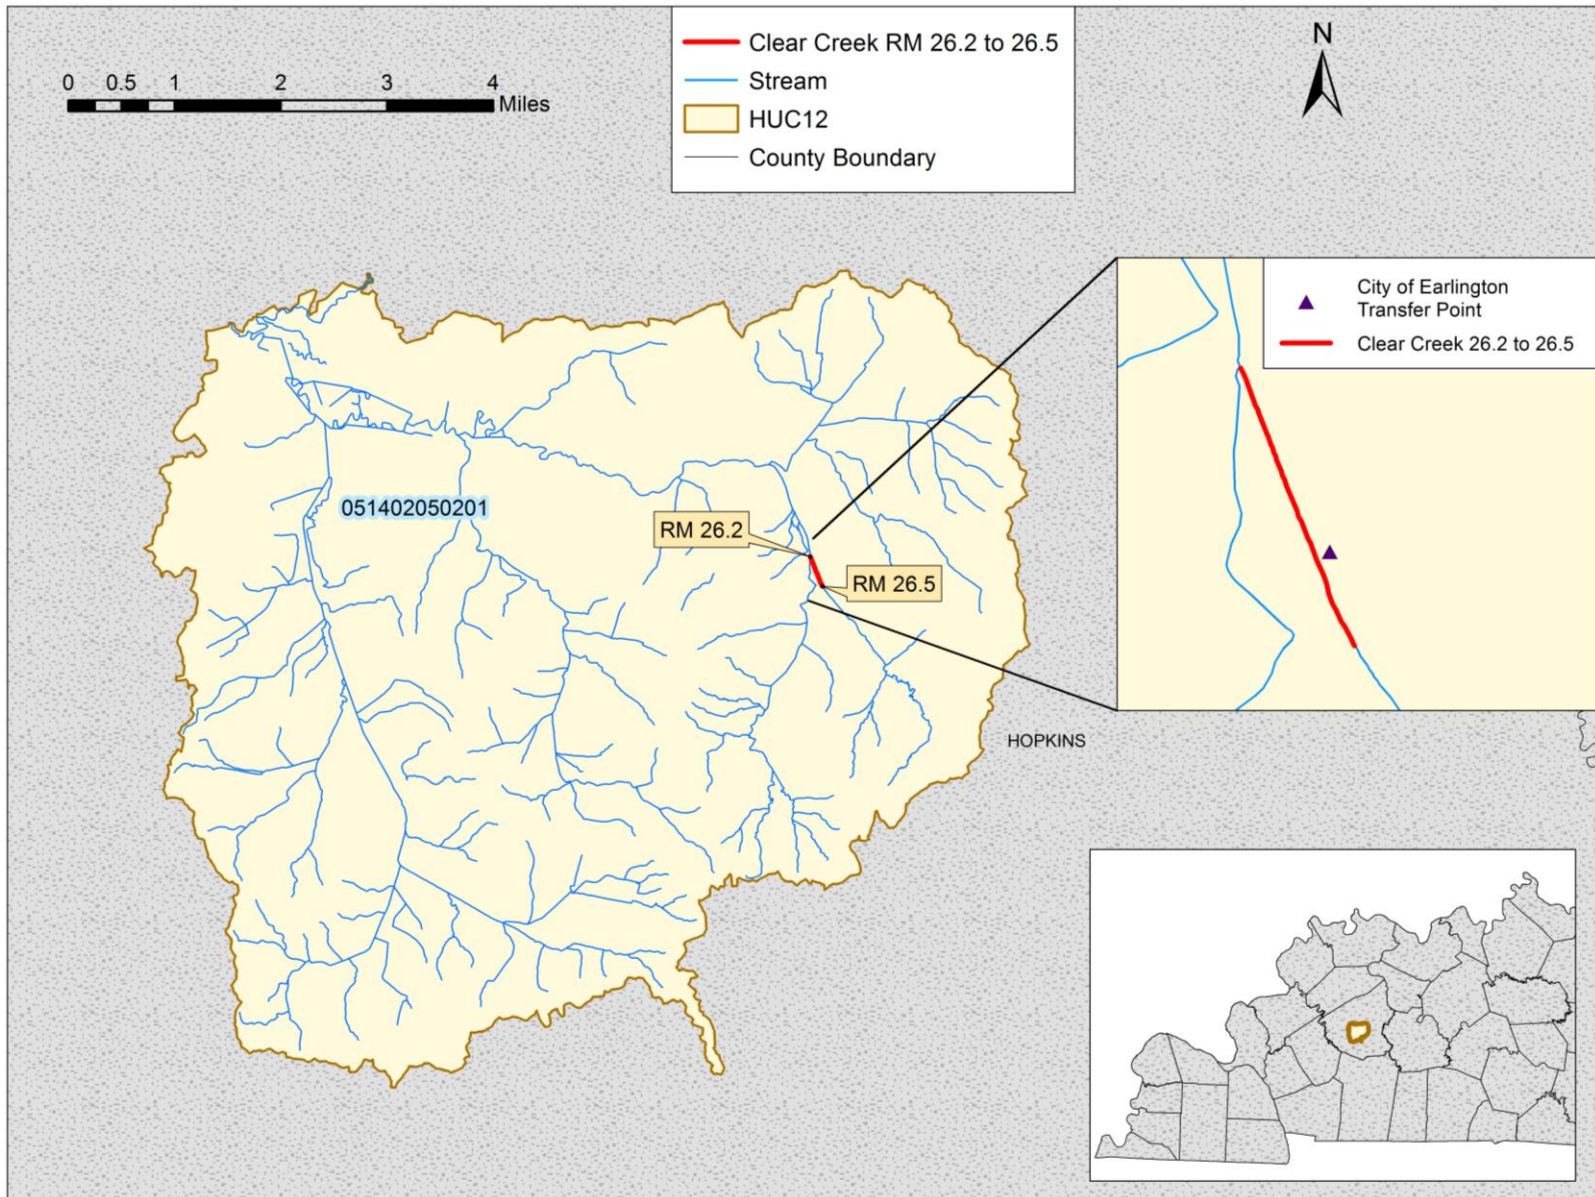 0 0.5 1 2 3 4
Miles
Clear Creek RM 26.2 to 26.5
Stream
HUC12
County Boundary
N
City of Earlington
Transfer Point
Clear Creek 26.2 to 26.5
051402050201
RM 26.2
RM 26.5
HOPKINS